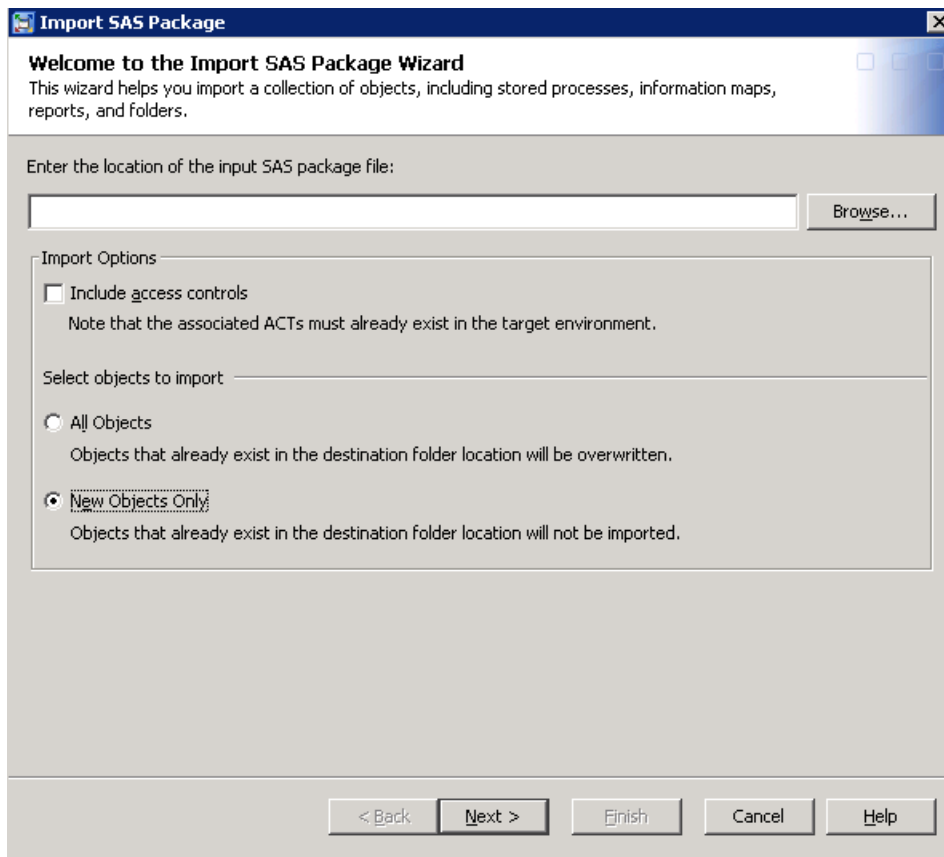 Import SAS Package
Welcome to the Import SAS Package Wizard
This wizard helps you import a collection of objects, including stored processes, information maps,
reports, and folders.
Enter the location of the input SAS package file:
Browse...
Import Options
Include access controls
Note that the associated ACTs must already exist in the target environment.
Select objects to import
All Objects
Objects that already exist in the destination folder location will be overwritten.
New Objects Only
Objects that already exist in the destination folder location will not be imported.
< Back
Next >
Finish
Cancel
Help